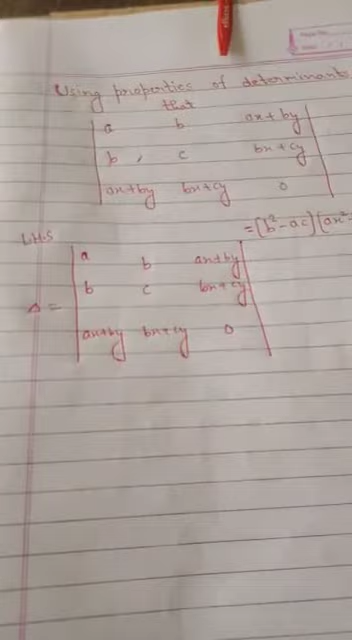 Using properties of determinants
that
a b ax+by
b , c bx+cy
ax+by bx+cy 0
= (b²-ac) (ax²
L.H.S
a b ax+by
Δ = b c bx+cy
ax+by bx+cy 0